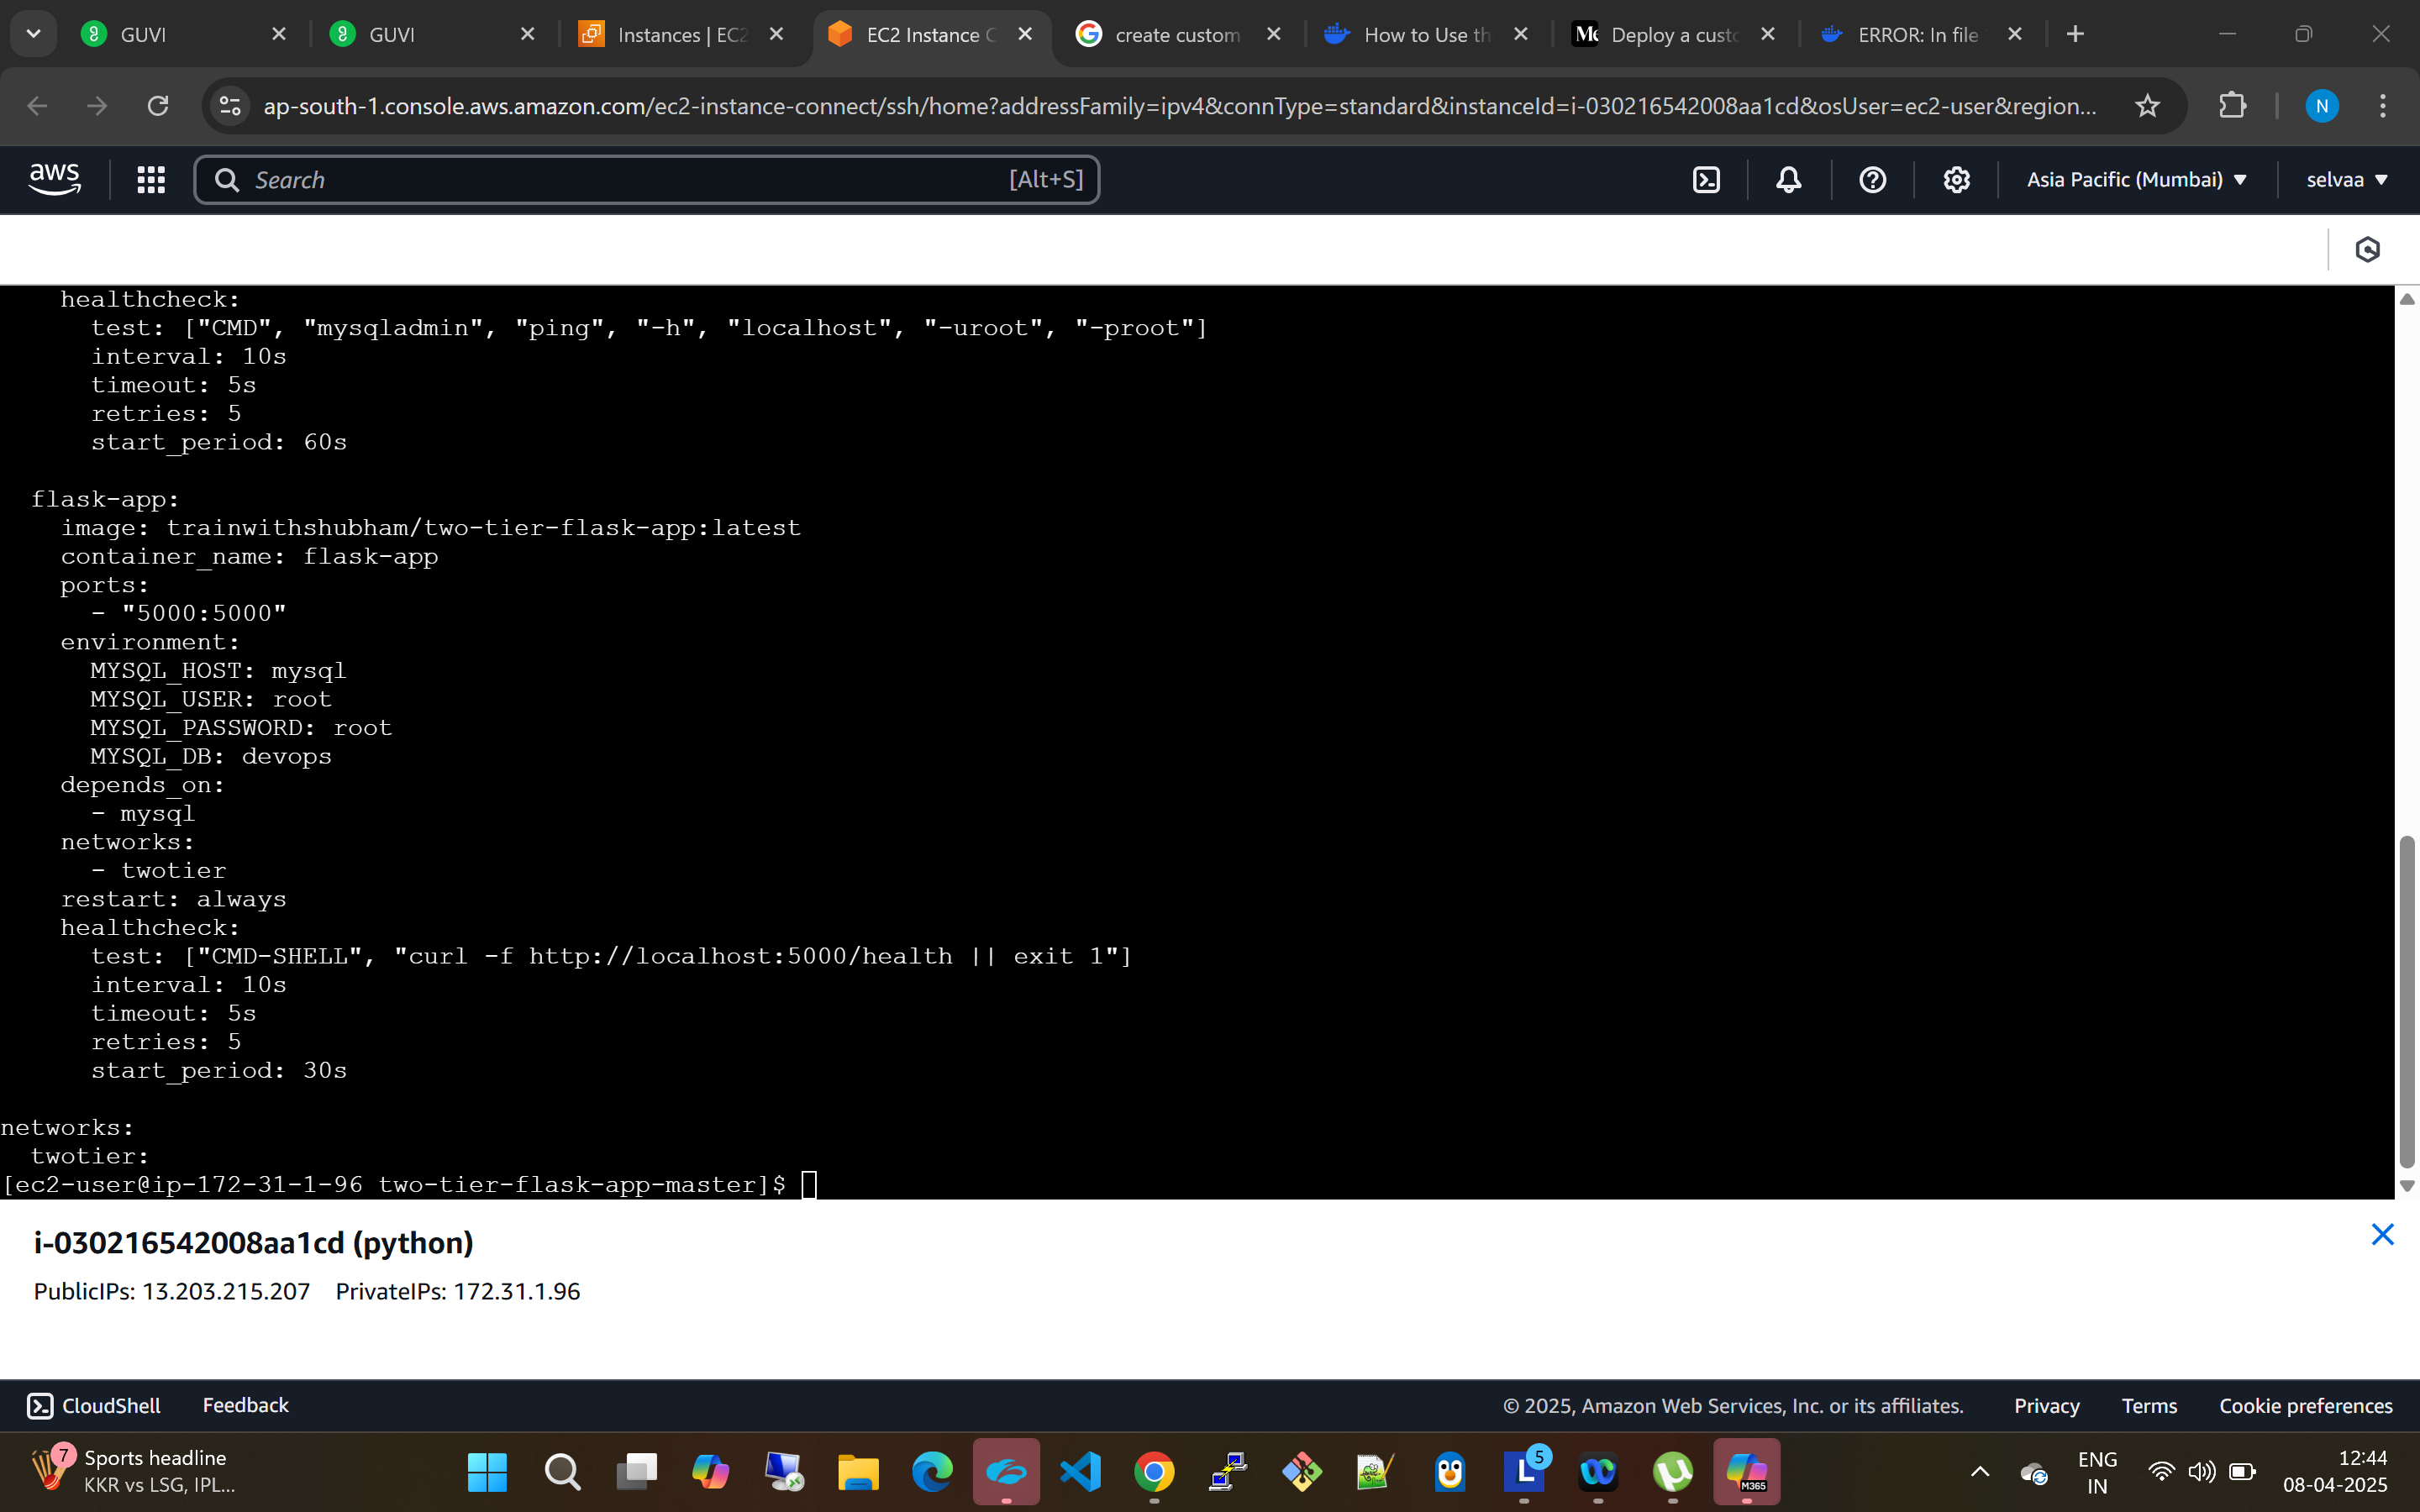 GUVI
GUVI
Instances | EC2
EC2 Instance C
create custom
How to Use th
Deploy a custo
ERROR: In file
ap-south-1.console.aws.amazon.com/ec2-instance-connect/ssh/home?addressFamily=ipv4&connType=standard&instanceId=i-030216542008aa1cd&osUser=ec2-user&region...
N
aws
Search
[Alt+S]
Asia Pacific (Mumbai)
selvaa
healthcheck:
test: ["CMD", "mysqladmin", "ping", "-h", "localhost", "-uroot", "-proot"]
interval: 10s
timeout: 5s
retries: 5
start_period: 60s
flask-app:
image: trainwithshubham/two-tier-flask-app:latest
container_name: flask-app
ports:
- "5000:5000"
environment:
MYSQL_HOST: mysql
MYSQL_USER: root
MYSQL_PASSWORD: root
MYSQL_DB: devops
depends_on:
- mysql
networks:
- twotier
restart: always
healthcheck:
test: ["CMD-SHELL", "curl -f http://localhost:5000/health || exit 1"]
interval: 10s
timeout: 5s
retries: 5
start_period: 30s
networks:
twotier:
[ec2-user@ip-172-31-1-96 two-tier-flask-app-master]$
i-030216542008aa1cd (python)
PublicIPs: 13.203.215.207 PrivateIPs: 172.31.1.96
CloudShell
Feedback
© 2025, Amazon Web Services, Inc. or its affiliates.
Privacy
Terms
Cookie preferences
7
Sports headline
KKR vs LSG, IPL...
L
5
M365
ENG
IN
12:44
08-04-2025